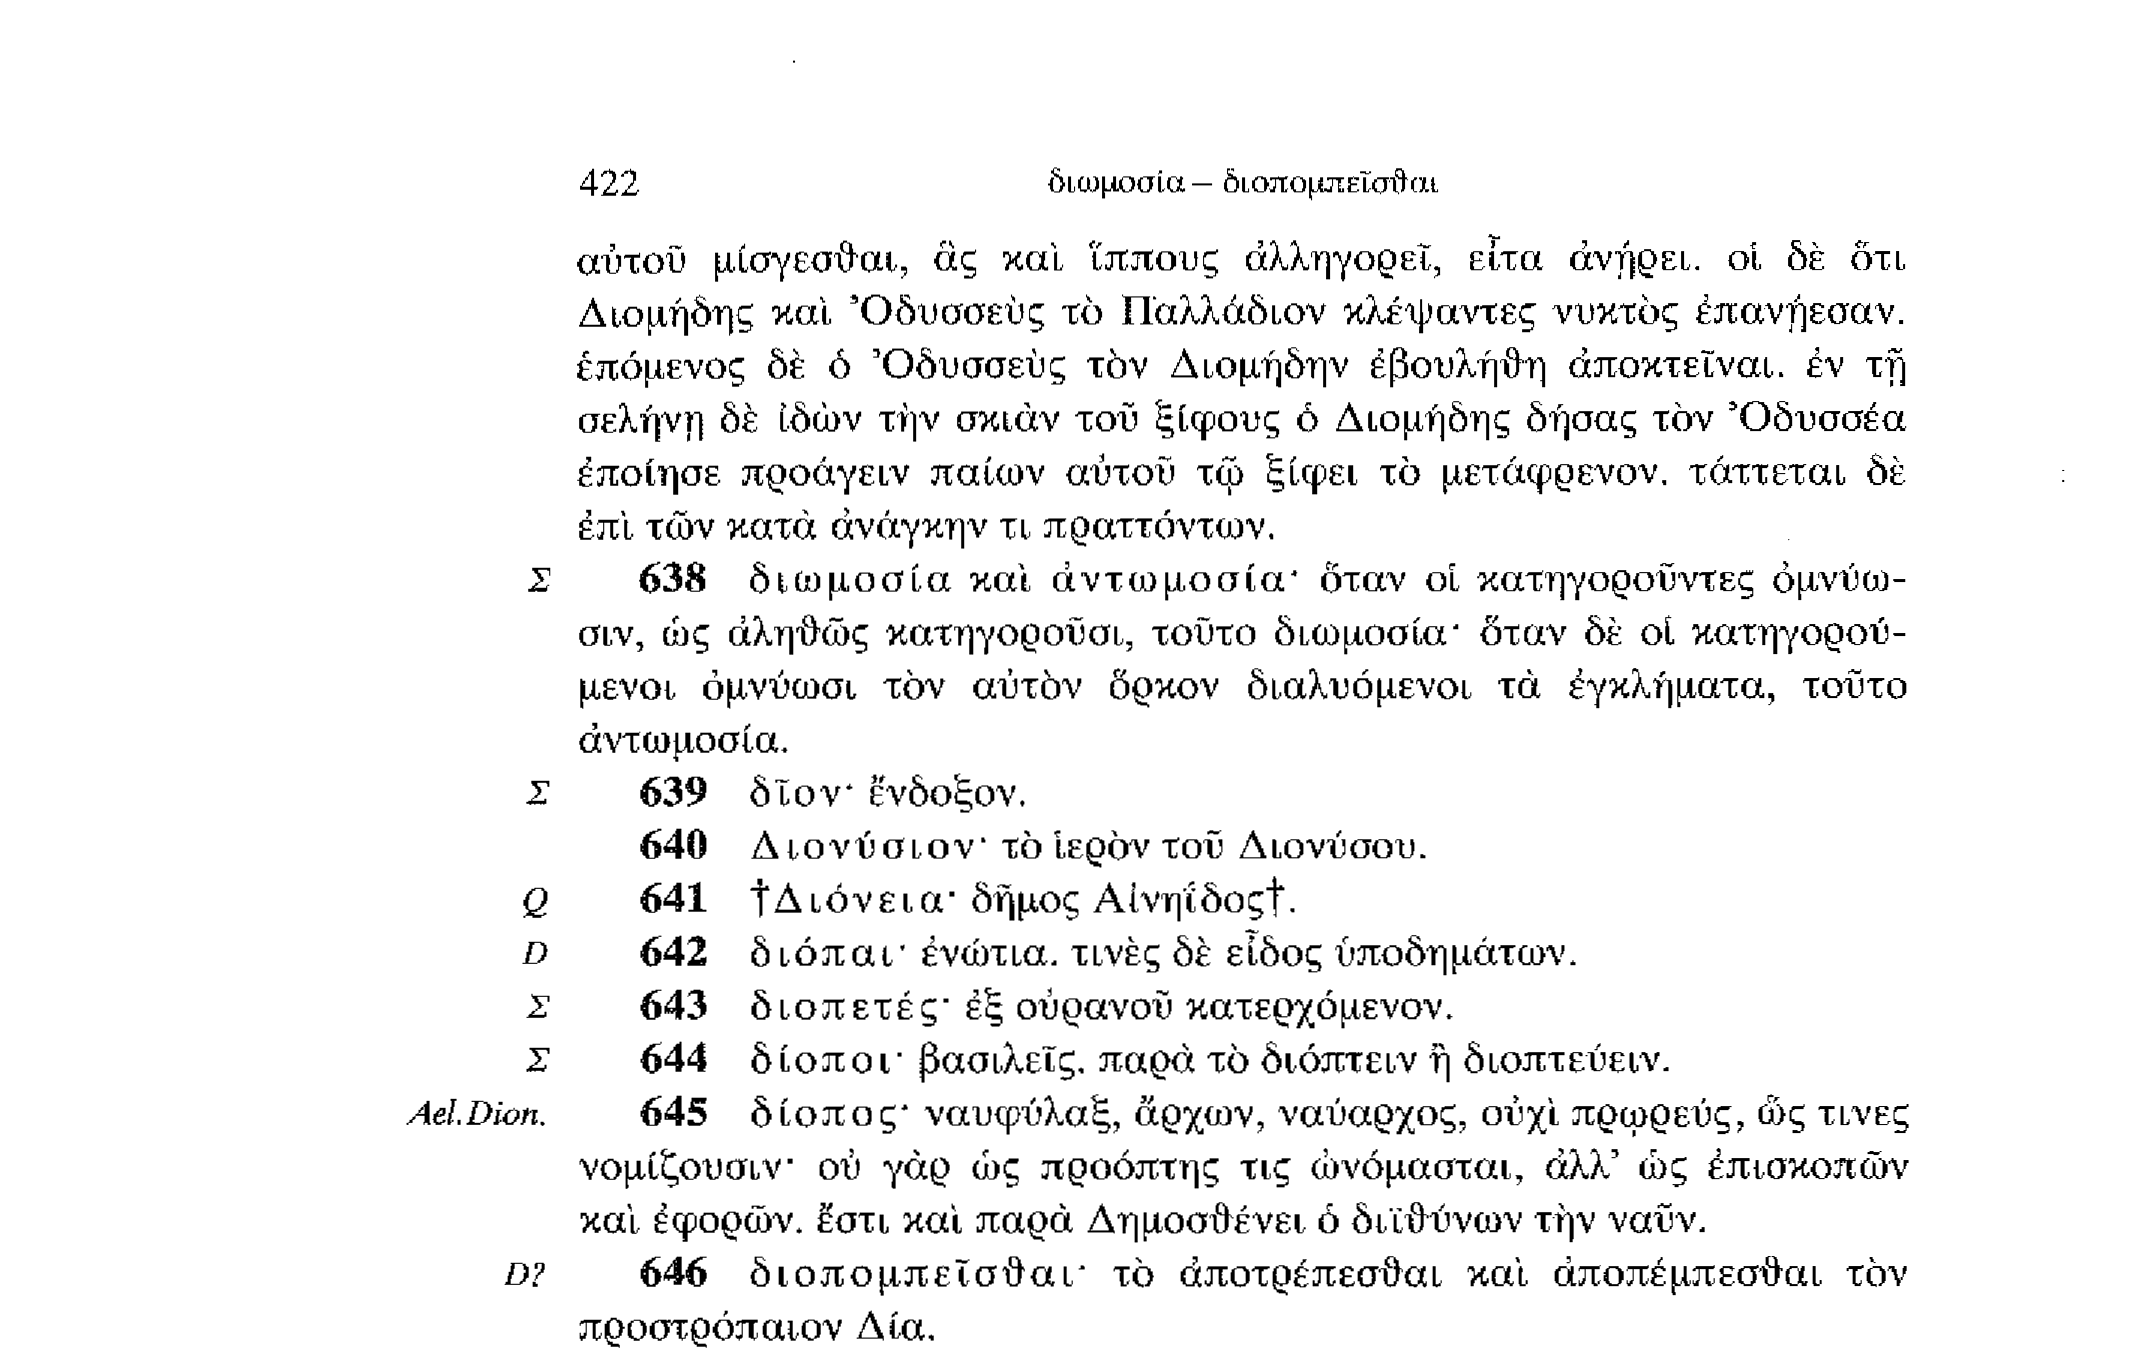 422 διωμοσία – διοπομπεῖσθαι
αὐτοῦ μίσγεσθαι, ἃς καὶ ἵππους ἀλληγορεῖ, εἶτα ἀνῄρει. οἱ δὲ ὅτι
Διομήδης καὶ Ὀδυσσεὺς τὸ Παλλάδιον κλέψαντες νυκτὸς ἐπανῄεσαν.
ἑπόμενος δὲ ὁ Ὀδυσσεὺς τὸν Διομήδην ἐβουλήθη ἀποκτεῖναι. ἐν τῇ
σελήνῃ δὲ ἰδὼν τὴν σκιὰν τοῦ ξίφους ὁ Διομήδης δήσας τὸν Ὀδυσσέα
ἐποίησε προάγειν παίων αὐτοῦ τῷ ξίφει τὸ μετάφρενον. τάττεται δὲ
ἐπὶ τῶν κατὰ ἀνάγκην τι πραττόντων.
Σ 638 διωμοσία καὶ ἀντωμοσία· ὅταν οἱ κατηγοροῦντες ὀμνύω-
σιν, ὡς ἀληθῶς κατηγοροῦσι, τοῦτο διωμοσία· ὅταν δὲ οἱ κατηγορού-
μενοι ὀμνύωσι τὸν αὐτὸν ὅρκον διαλυόμενοι τὰ ἐγκλήματα, τοῦτο
ἀντωμοσία.
Σ 639 δῖον· ἔνδοξον.
640 Διονύσιον· τὸ ἱερὸν τοῦ Διονύσου.
Q 641 †Διόνεια· δῆμος Αἰνηΐδος†.
D 642 διόπαι· ἐνώτια. τινὲς δὲ εἶδος ὑποδημάτων.
Σ 643 διοπετές· ἐξ οὐρανοῦ κατερχόμενον.
Σ 644 δίοποι· βασιλεῖς. παρὰ τὸ διόπτειν ἢ διοπτεύειν.
Ael. Dion. 645 δίοπος· ναυφύλαξ, ἄρχων, ναύαρχος, οὐχὶ πρῳρεύς, ὥς τινες
νομίζουσιν· οὐ γὰρ ὡς προόπτης τις ὠνόμασται, ἀλλ’ ὡς ἐπισκοπῶν
καὶ ἐφορῶν. ἔστι καὶ παρὰ Δημοσθένει ὁ διϊθύνων τὴν ναῦν.
D? 646 διοπομπεῖσθαι· τὸ ἀποτρέπεσθαι καὶ ἀποπέμπεσθαι τὸν
προστρόπαιον Δία.